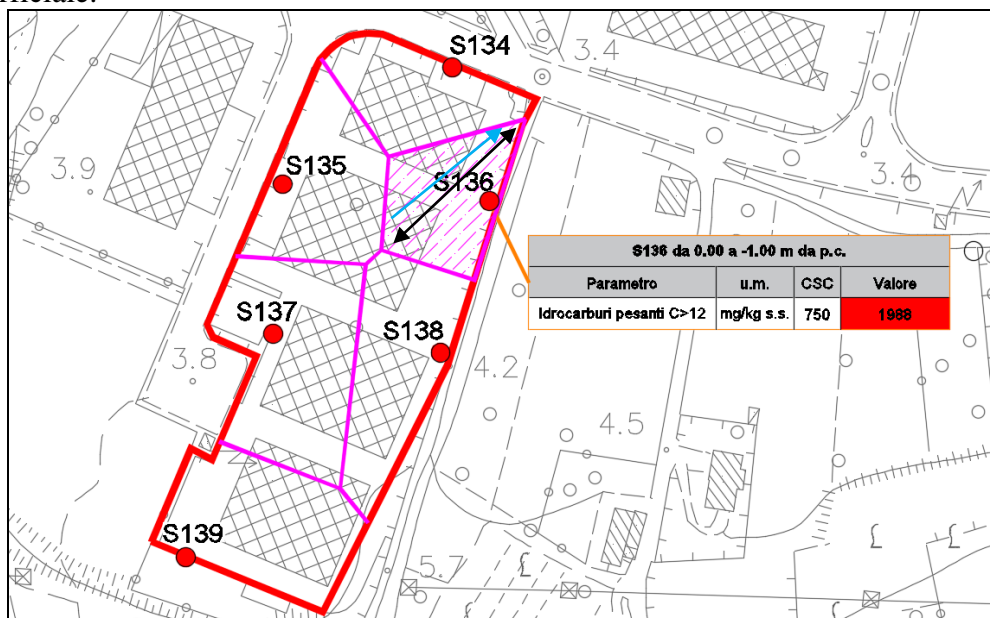 S134
3.4
S135
3.9
S136
3.4
S136 da 0.00 a -1.00 m da p.c.
Parametro u.m. CSC Valore
Idrocarburi pesanti C>12 mg/kg s.s. 750 1988
S137
S138
3.8
4.2
4.5
S139
5.7